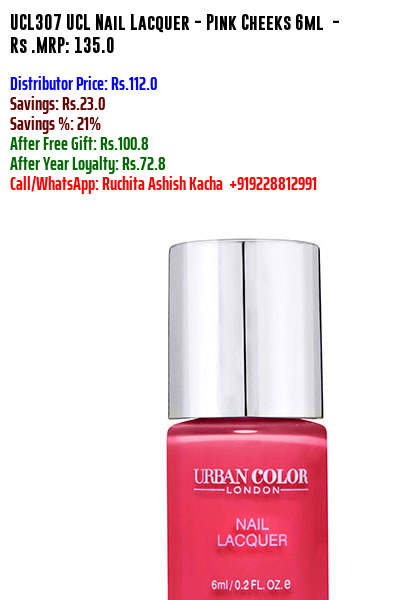 UCL307 UCL Nail Lacquer - Pink Cheeks 6ml -
Rs .MRP: 135.0
Distributor Price: Rs.112.0
Savings: Rs.23.0
Savings %: 21%
After Free Gift: Rs.100.8
After Year Loyalty: Rs.72.8
Call/WhatsApp: Ruchita Ashish Kacha +919228812991
URBAN COLOR
LONDON
NAIL
LACQUER
6ml/0.2 FL. OZ. e